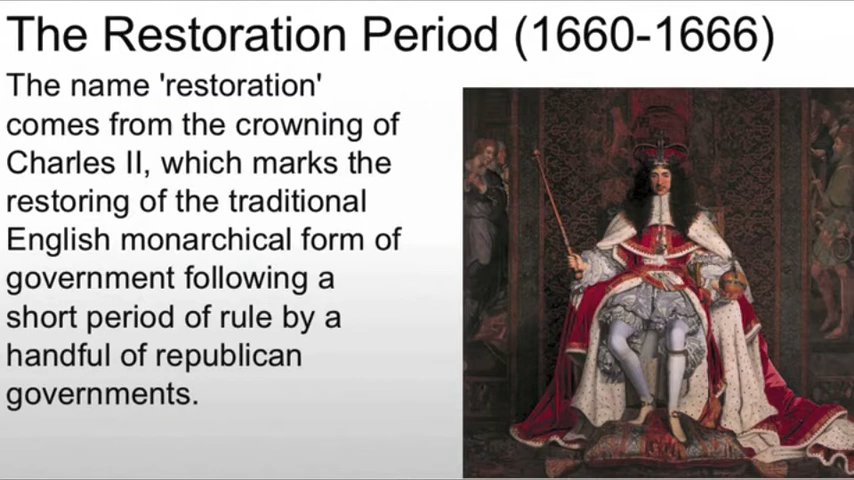 The Restoration Period (1660-1666)
The name 'restoration'
comes from the crowning of
Charles II, which marks the
restoring of the traditional
English monarchical form of
government following a
short period of rule by a
handful of republican
governments.